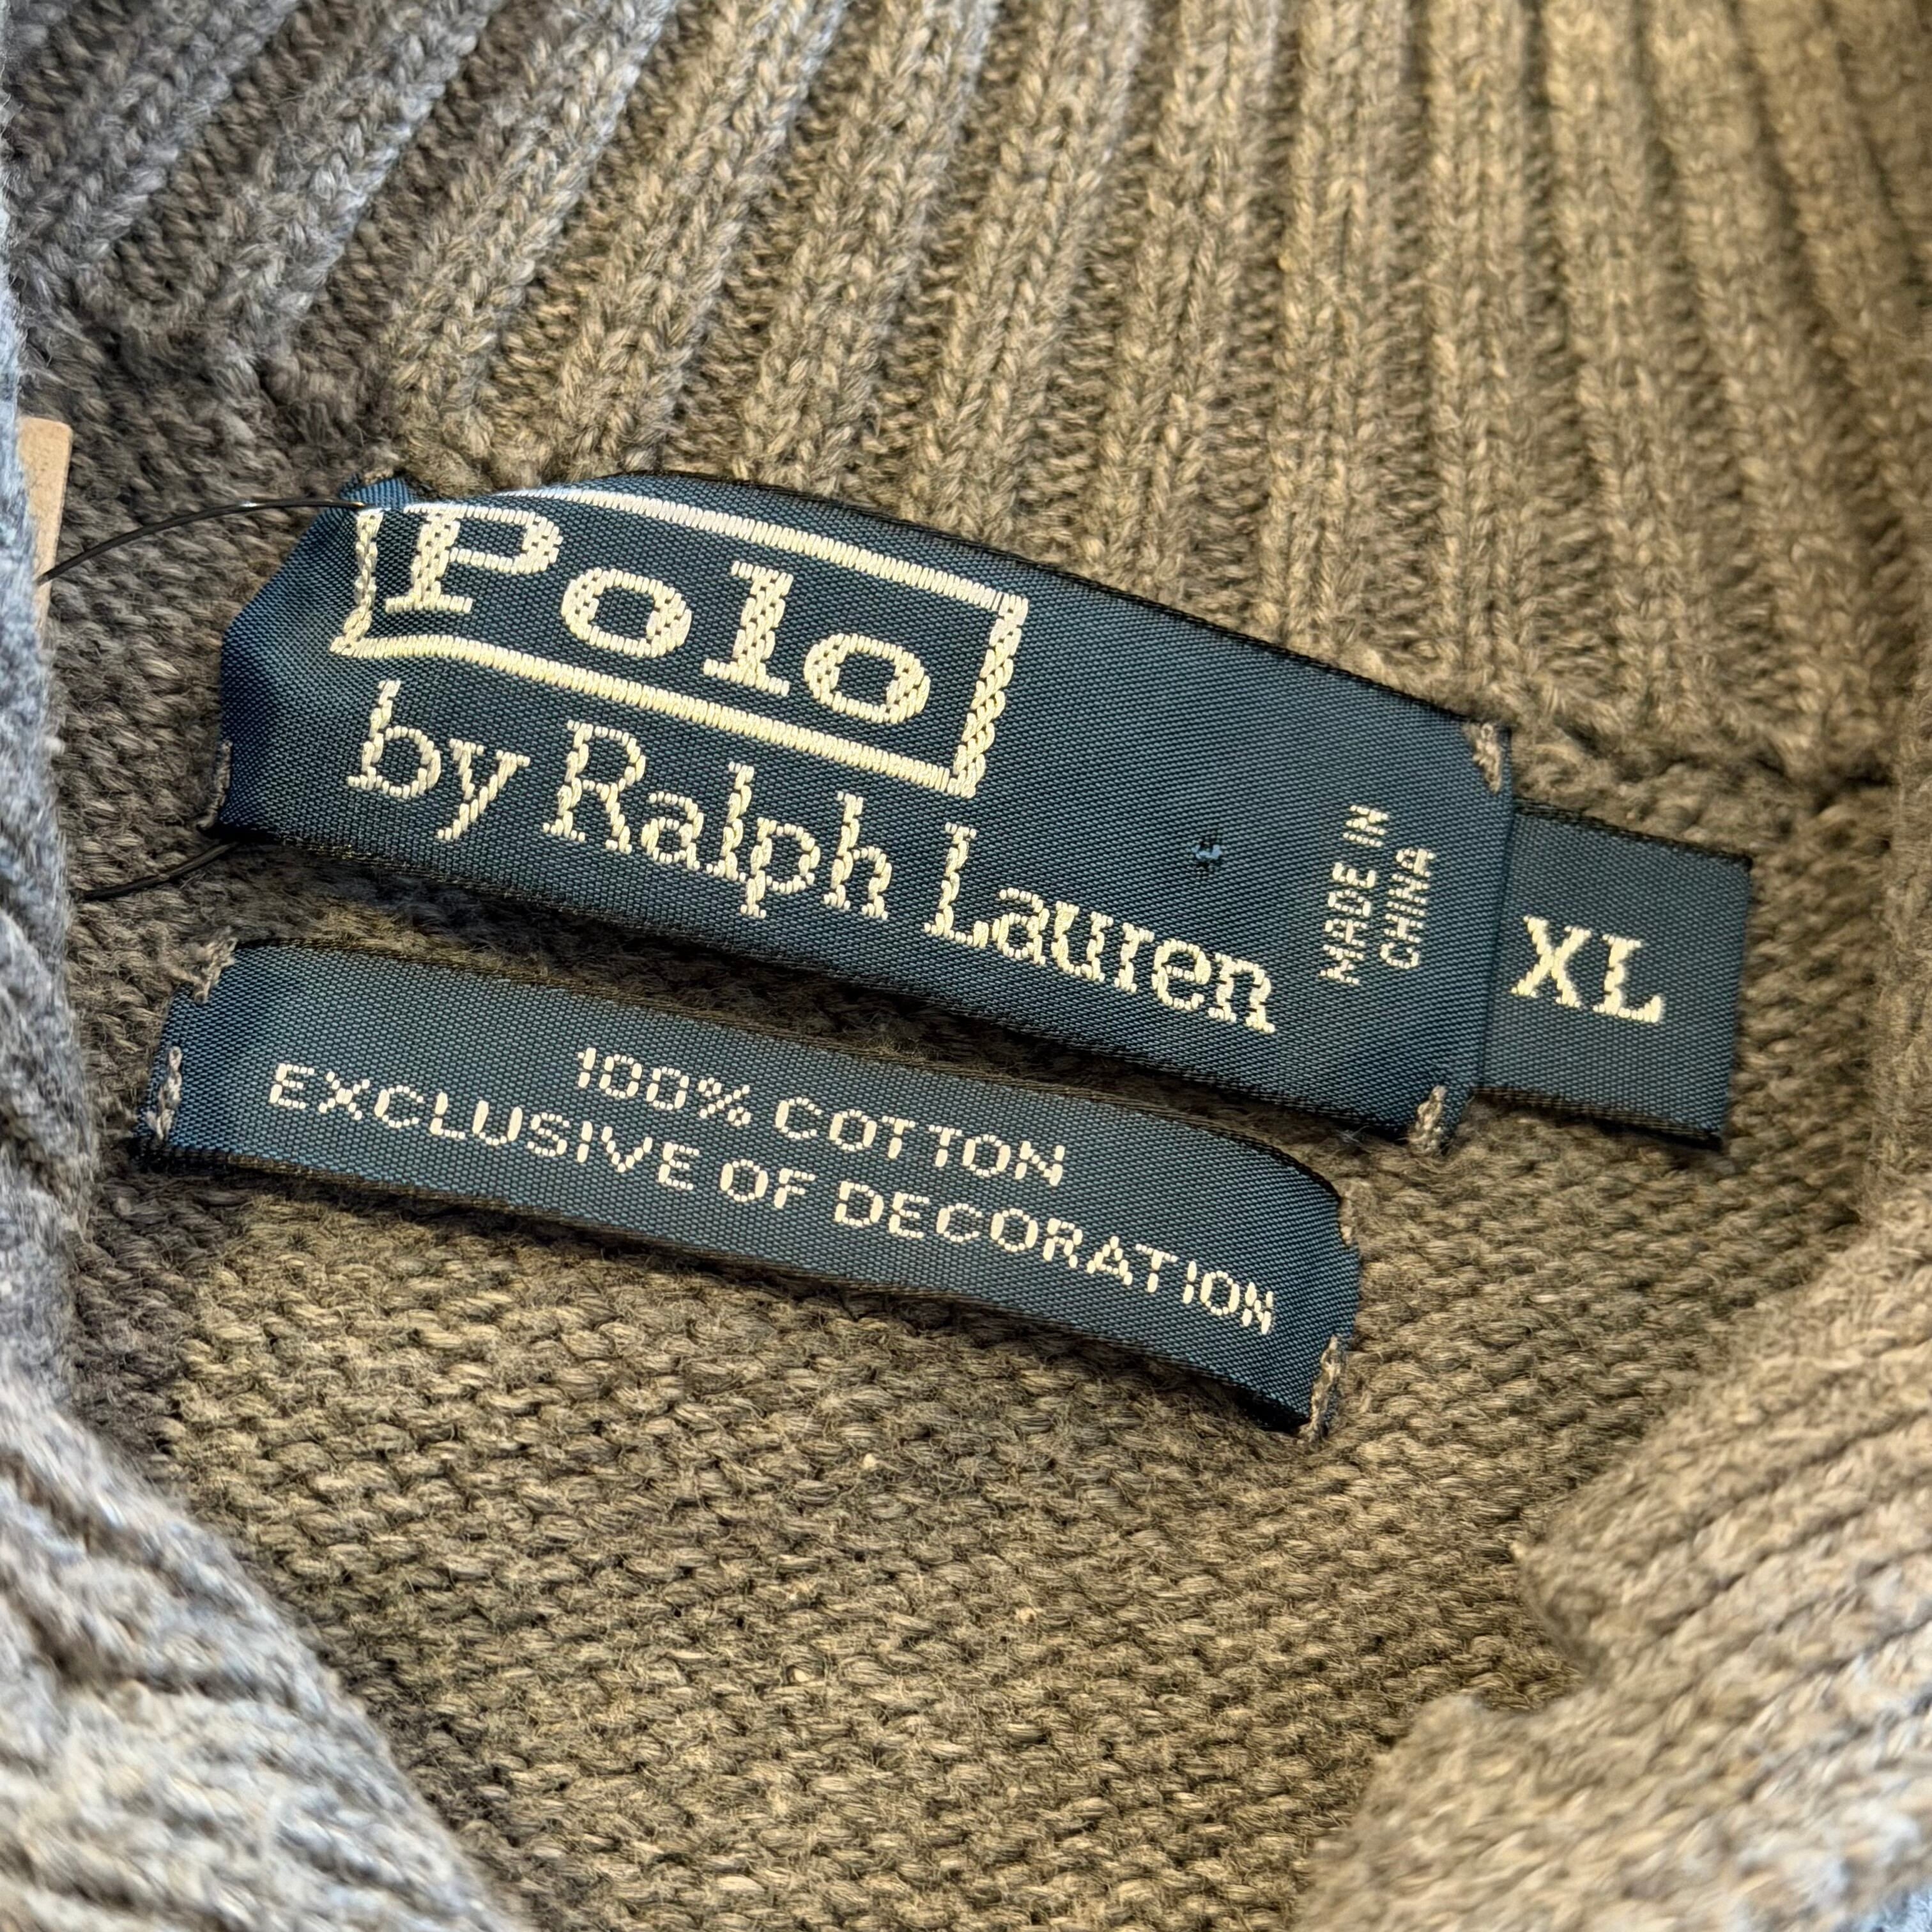 Polo
by Ralph Lauren
MADE IN
CHINA
XL
100% COTTON
EXCLUSIVE OF DECORATION